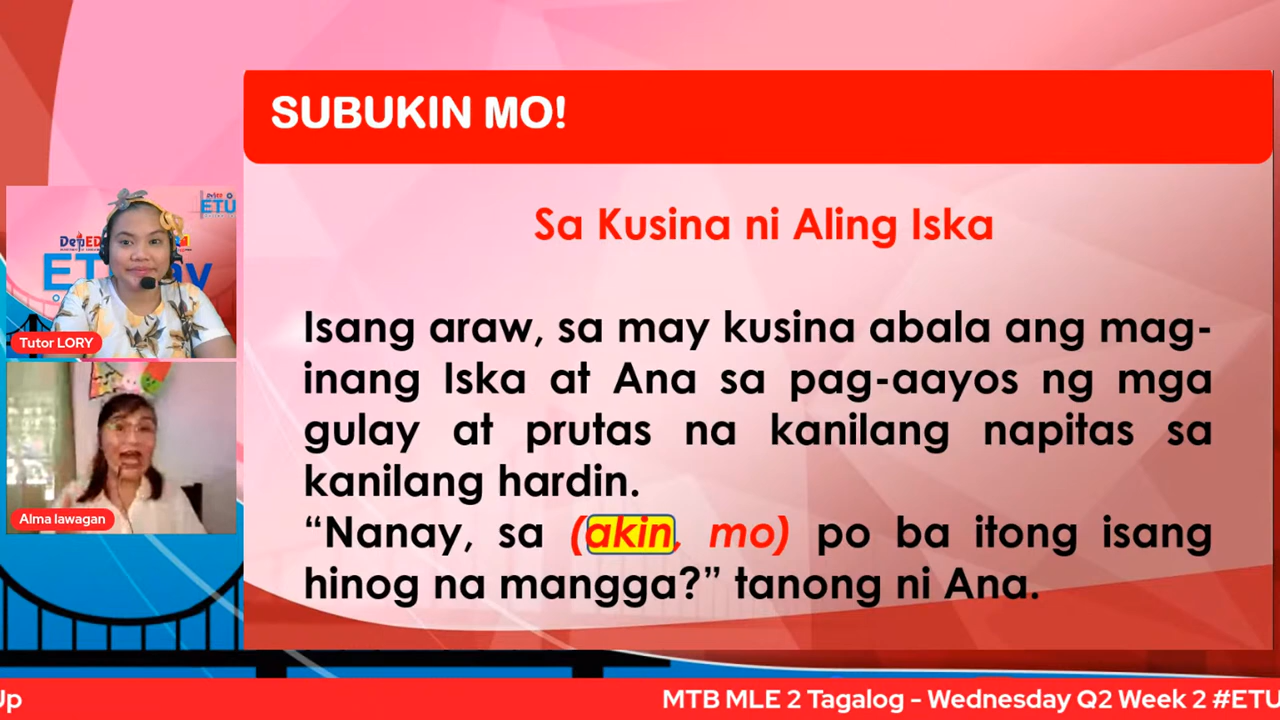 SUBUKIN MO!
Sa Kusina ni Aling Iska
Isang araw, sa may kusina abala ang mag-
inang Iska at Ana sa pag-aayos ng mga
gulay at prutas na kanilang napitas sa
kanilang hardin.
“Nanay, sa (akin, mo) po ba itong isang
hinog na mangga?” tanong ni Ana.
DepED
ETU
Tutor LORY
Alma lawagan
Up
MTB MLE 2 Tagalog - Wednesday Q2 Week 2 #ETU